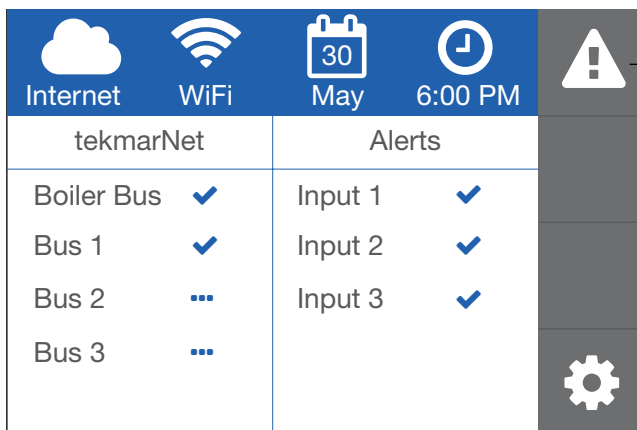 30
Internet WiFi May 6:00 PM
tekmarNet Alerts
Boiler Bus Input 1
Bus 1 Input 2
Bus 2 Input 3
Bus 3